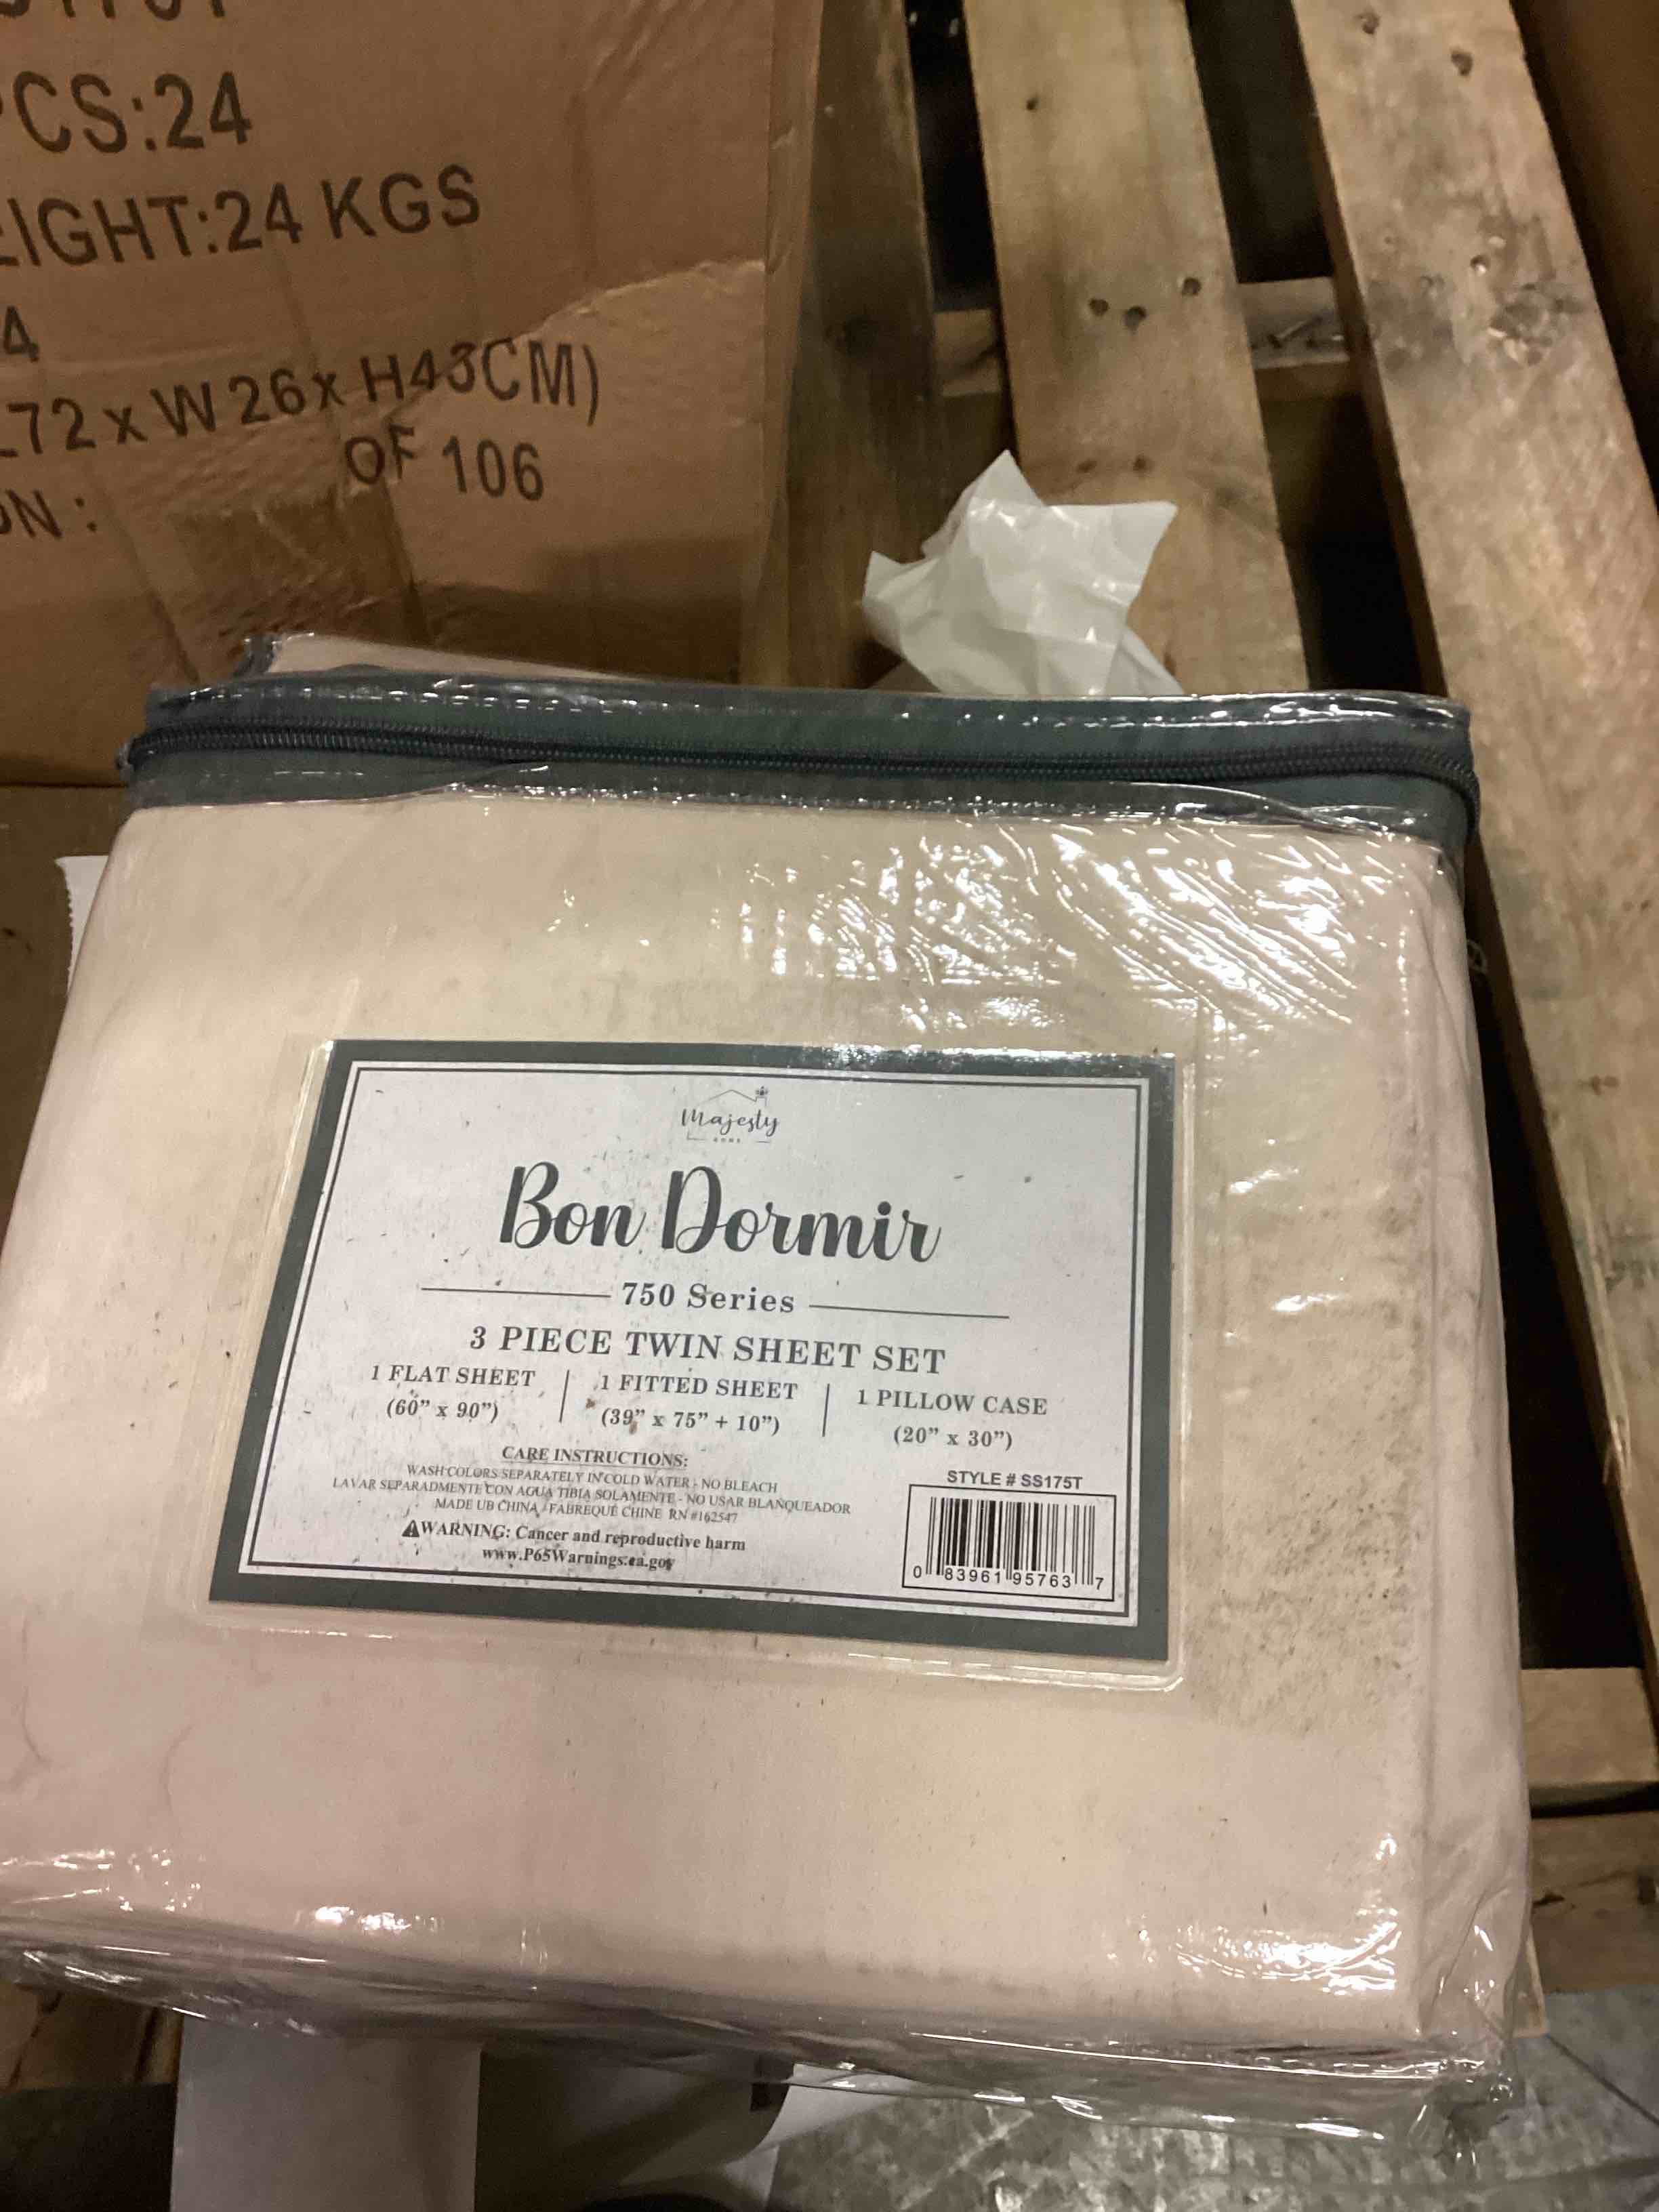 PCS:24
EIGHT:24 KGS
4
L72 x W 26 x H43CM)
OF 106
ON :
Majesty
HOME
Bon Dormir
750 Series
3 PIECE TWIN SHEET SET
1 FLAT SHEET
(60" x 90")
1 FITTED SHEET
(39" x 75" + 10")
1 PILLOW CASE
(20" x 30")
CARE INSTRUCTIONS:
WASH COLORS SEPARATELY IN COLD WATER - NO BLEACH
LAVAR SEPARADMENTE CON AGUA TIBIA SOLAMENTE - NO USAR BLANQUEADOR
MADE UB CHINA / FABREQUE CHINE RN #162547
⚠WARNING: Cancer and reproductive harm
www.P65Warnings.ca.gov
STYLE # SS175T
0 83961 95763 7